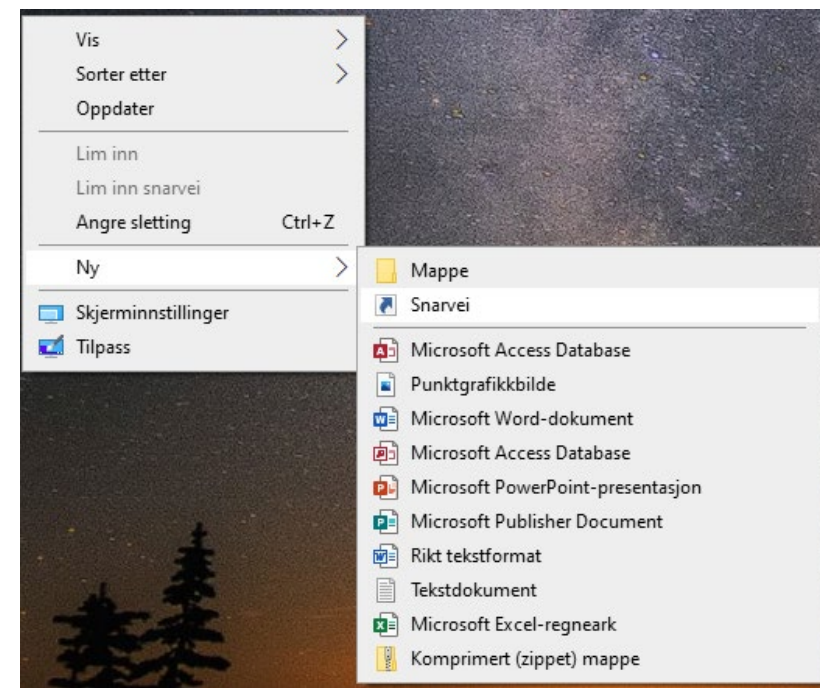 Vis
Sorter etter
Oppdater
Lim inn
Lim inn snarvei
Angre sletting Ctrl+Z
Ny
Skjerminnstillinger
Tilpass
Mappe
Snarvei
Microsoft Access Database
Punktgrafikkbilde
Microsoft Word-dokument
Microsoft Access Database
Microsoft PowerPoint-presentasjon
Microsoft Publisher Document
Rikt tekstformat
Tekstdokument
Microsoft Excel-regneark
Komprimert (zippet) mappe